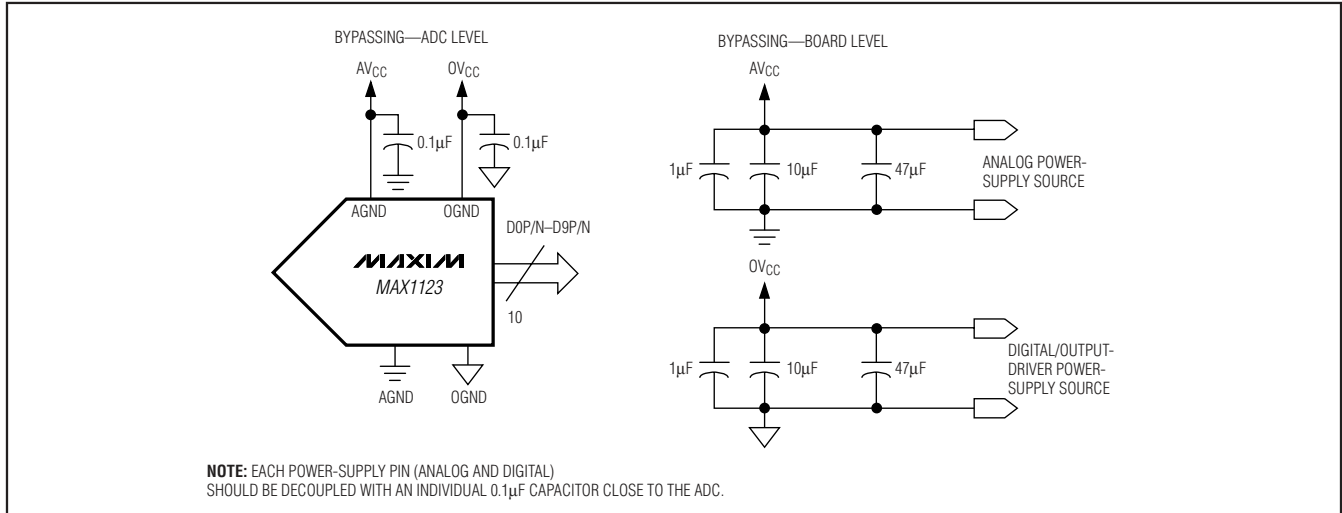 BYPASSING—ADC LEVEL
AVCC
OVCC
0.1µF
0.1µF
AGND
OGND
D0P/N–D9P/N
MAXIM
MAX1123
10
AGND
OGND
BYPASSING—BOARD LEVEL
AVCC
1µF
10µF
47µF
ANALOG POWER-
SUPPLY SOURCE
OVCC
1µF
10µF
47µF
DIGITAL/OUTPUT-
DRIVER POWER-
SUPPLY SOURCE
NOTE: EACH POWER-SUPPLY PIN (ANALOG AND DIGITAL)
SHOULD BE DECOUPLED WITH AN INDIVIDUAL 0.1µF CAPACITOR CLOSE TO THE ADC.